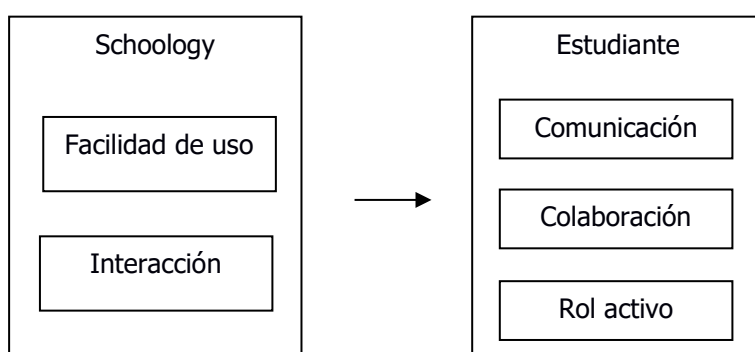 Schoology
Facilidad de uso
Interacción
Estudiante
Comunicación
Colaboración
Rol activo